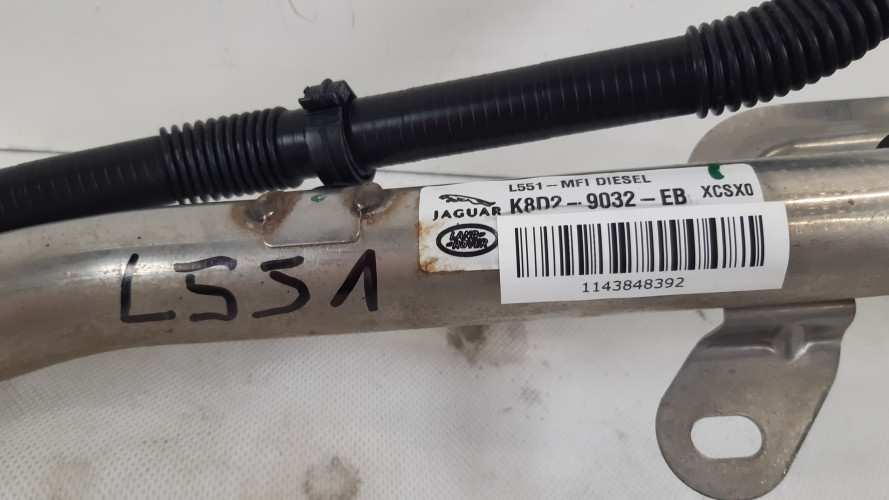 L551-MFI DIESEL
JAGUAR K8D2-9032-EB XCSX0
LAND-
ROVER
1143848392
L551